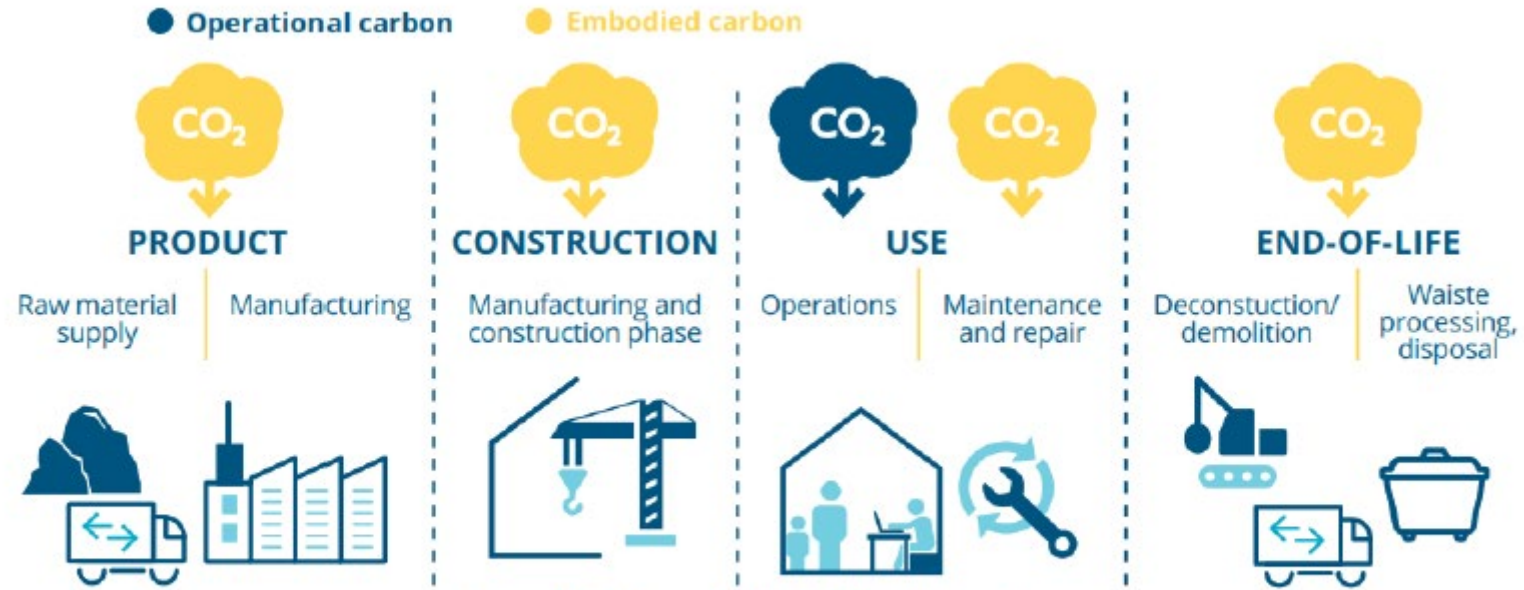 Operational carbon
Embodied carbon
CO₂
CO₂
CO₂
CO₂
CO₂
PRODUCT
CONSTRUCTION
USE
END-OF-LIFE
Raw material
supply
Manufacturing
Manufacturing and
construction phase
Operations
Maintenance
and repair
Deconstuction/
demolition
Waiste
processing,
disposal